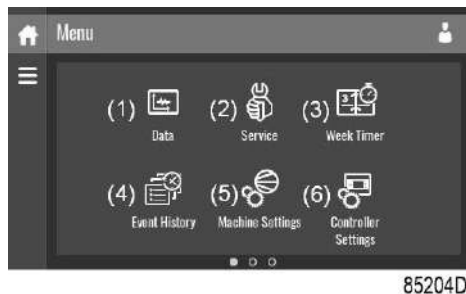 Menu
(1) (2) (3)
Data Service Week Timer
(4) (5) (6)
Event History Machine Settings Controller
Settings
85204D